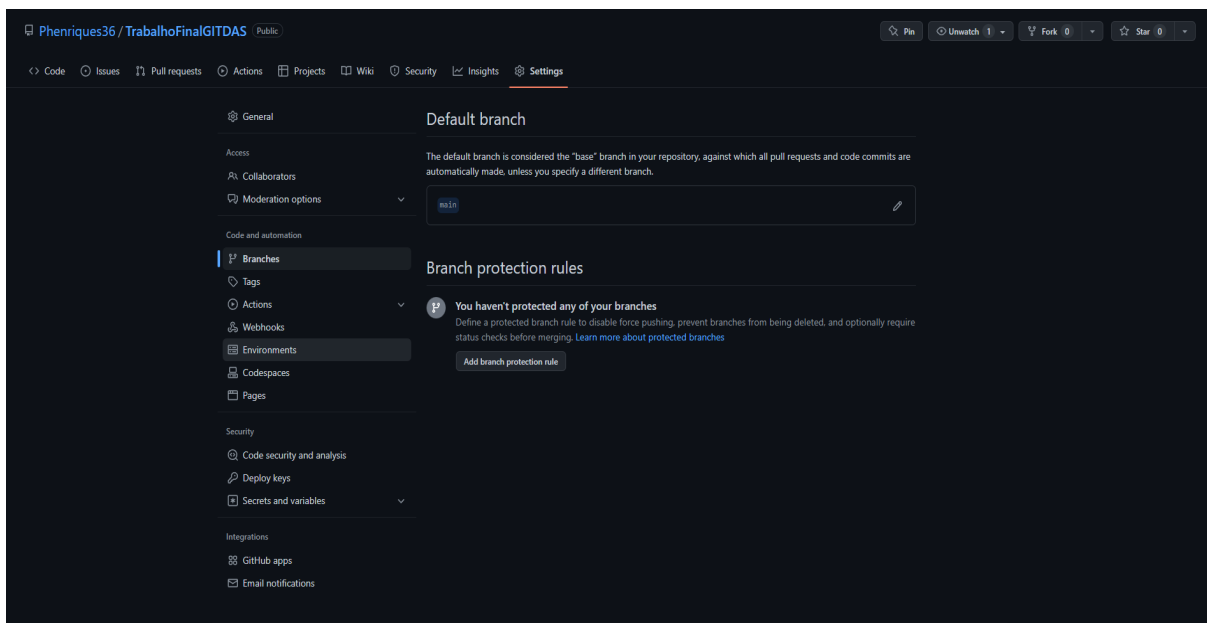 Phenriques36 / TrabalhoFinalGITDAS Public
Pin
Unwatch 1
Fork 0
Star 0
Code
Issues
Pull requests
Actions
Projects
Wiki
Security
Insights
Settings
General
Access
Collaborators
Moderation options
Code and automation
Branches
Tags
Actions
Webhooks
Environments
Codespaces
Pages
Security
Code security and analysis
Deploy keys
Secrets and variables
Integrations
GitHub apps
Email notifications
Default branch
The default branch is considered the "base" branch in your repository, against which all pull requests and code commits are
automatically made, unless you specify a different branch.
main
Branch protection rules
You haven't protected any of your branches
Define a protected branch rule to disable force pushing, prevent branches from being deleted, and optionally require
status checks before merging. Learn more about protected branches
Add branch protection rule